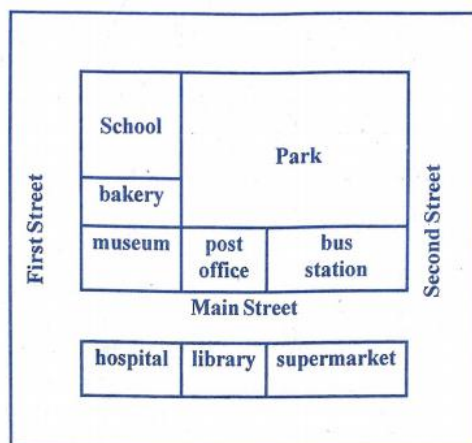 School
Park
bakery
First Street
Second Street
museum
post
office
bus
station
Main Street
hospital
library
supermarket